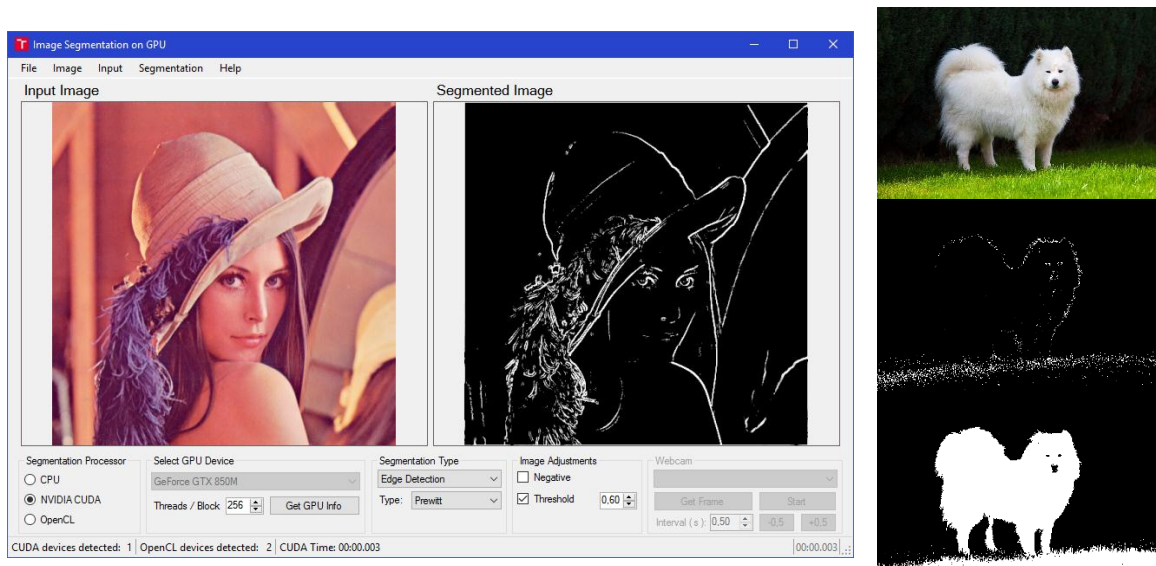 Image Segmentation on GPU
File Image Input Segmentation Help
Input Image Segmented Image
Segmentation Processor Select GPU Device Segmentation Type Image Adjustments Webcam
CPU GeForce GTX 850M Edge Detection Negative
NVIDIA CUDA Threads / Block 256 Get GPU Info Type: Prewitt Threshold 0,60 Get Frame Start
OpenCL Interval ( s ): 0,50 -0,5 +0,5
CUDA devices detected: 1 OpenCL devices detected: 2 CUDA Time: 00:00.003 00:00.003